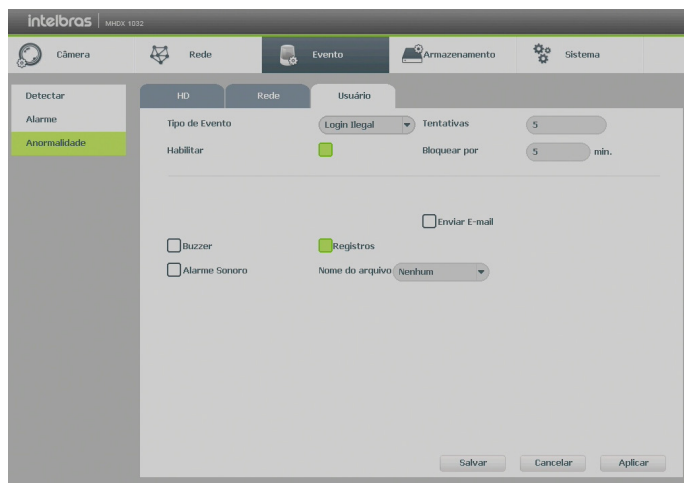 intelbras | MHDX 1032
Câmera Rede Evento Armazenamento Sistema
Detectar
Alarme
Anormalidade
HD Rede Usuário
Tipo de Evento Login Ilegal Tentativas 5
Habilitar Bloquear por 5 min.
Enviar E-mail
Buzzer Registros
Alarme Sonoro Nome do arquivo Nenhum
Salvar Cancelar Aplicar